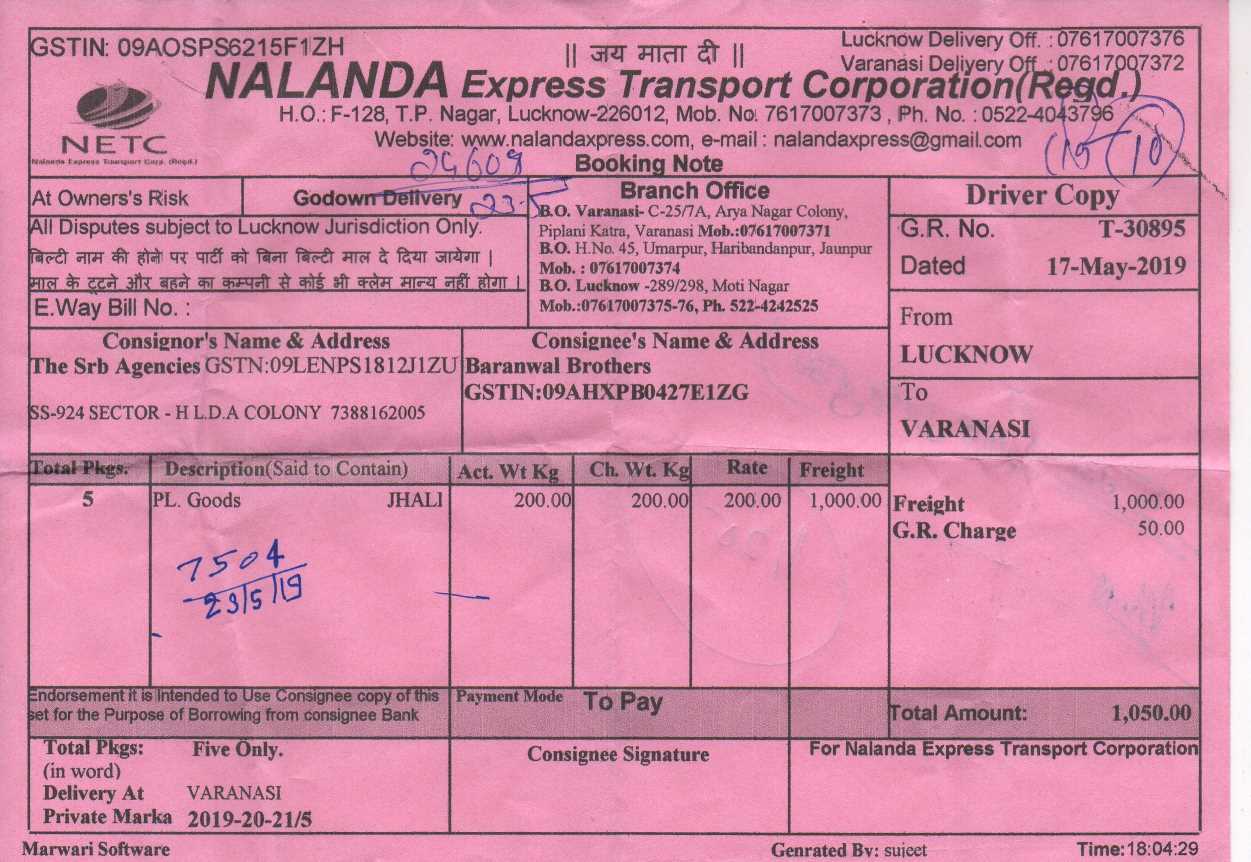 GSTIN: 09AOSPS6215F1ZH
|| जय माता दी ||
Lucknow Delivery Off. : 07617007376
Varanasi Delivery Off. : 07617007372
NALANDA Express Transport Corporation(Regd.)
H.O.: F-128, T.P. Nagar, Lucknow-226012, Mob. No: 7617007373 , Ph. No. : 0522-4043796
NETC
Nalanda Express Transport Corp. (Regd.)
Website: www.nalandaxpress.com, e-mail : nalandaxpress@gmail.com
Booking Note
(10)
At Owners's Risk
Godown Delivery
All Disputes subject to Lucknow Jurisdiction Only.
बिल्टी नाम की होने पर पार्टी को बिना बिल्टी माल दे दिया जायेगा |
माल के टूटने और बहने का कम्पनी से कोई भी क्लेम मान्य नहीं होगा |
E.Way Bill No. :
Branch Office
B.O. Varanasi- C-25/7A, Arya Nagar Colony,
Piplani Katra, Varanasi Mob.:07617007371
B.O. H.No. 45, Umarpur, Haribandanpur, Jaunpur
Mob. : 07617007374
B.O. Lucknow -289/298, Moti Nagar
Mob.:07617007375-76, Ph. 522-4242525
Driver Copy
G.R. No. T-30895
Dated 17-May-2019
From
LUCKNOW
To
VARANASI
Consignor's Name & Address
The Srb Agencies GSTN:09LENPS1812J1ZU
SS-924 SECTOR - H L.D.A COLONY 7388162005
Consignee's Name & Address
Baranwal Brothers
GSTIN:09AHXPB0427E1ZG
Total Pkgs. Description(Said to Contain) Act. Wt Kg Ch. Wt. Kg Rate Freight
5 PL. Goods JHALI 200.00 200.00 200.00 1,000.00
7504
23/5/19
Freight 1,000.00
G.R. Charge 50.00
Endorsement it is Intended to Use Consignee copy of this
set for the Purpose of Borrowing from consignee Bank
Payment Mode To Pay
Total Amount: 1,050.00
Total Pkgs: Five Only.
(in word)
Delivery At VARANASI
Private Marka 2019-20-21/5
Consignee Signature
For Nalanda Express Transport Corporation
Marwari Software
Genrated By: sujeet
Time:18:04:29